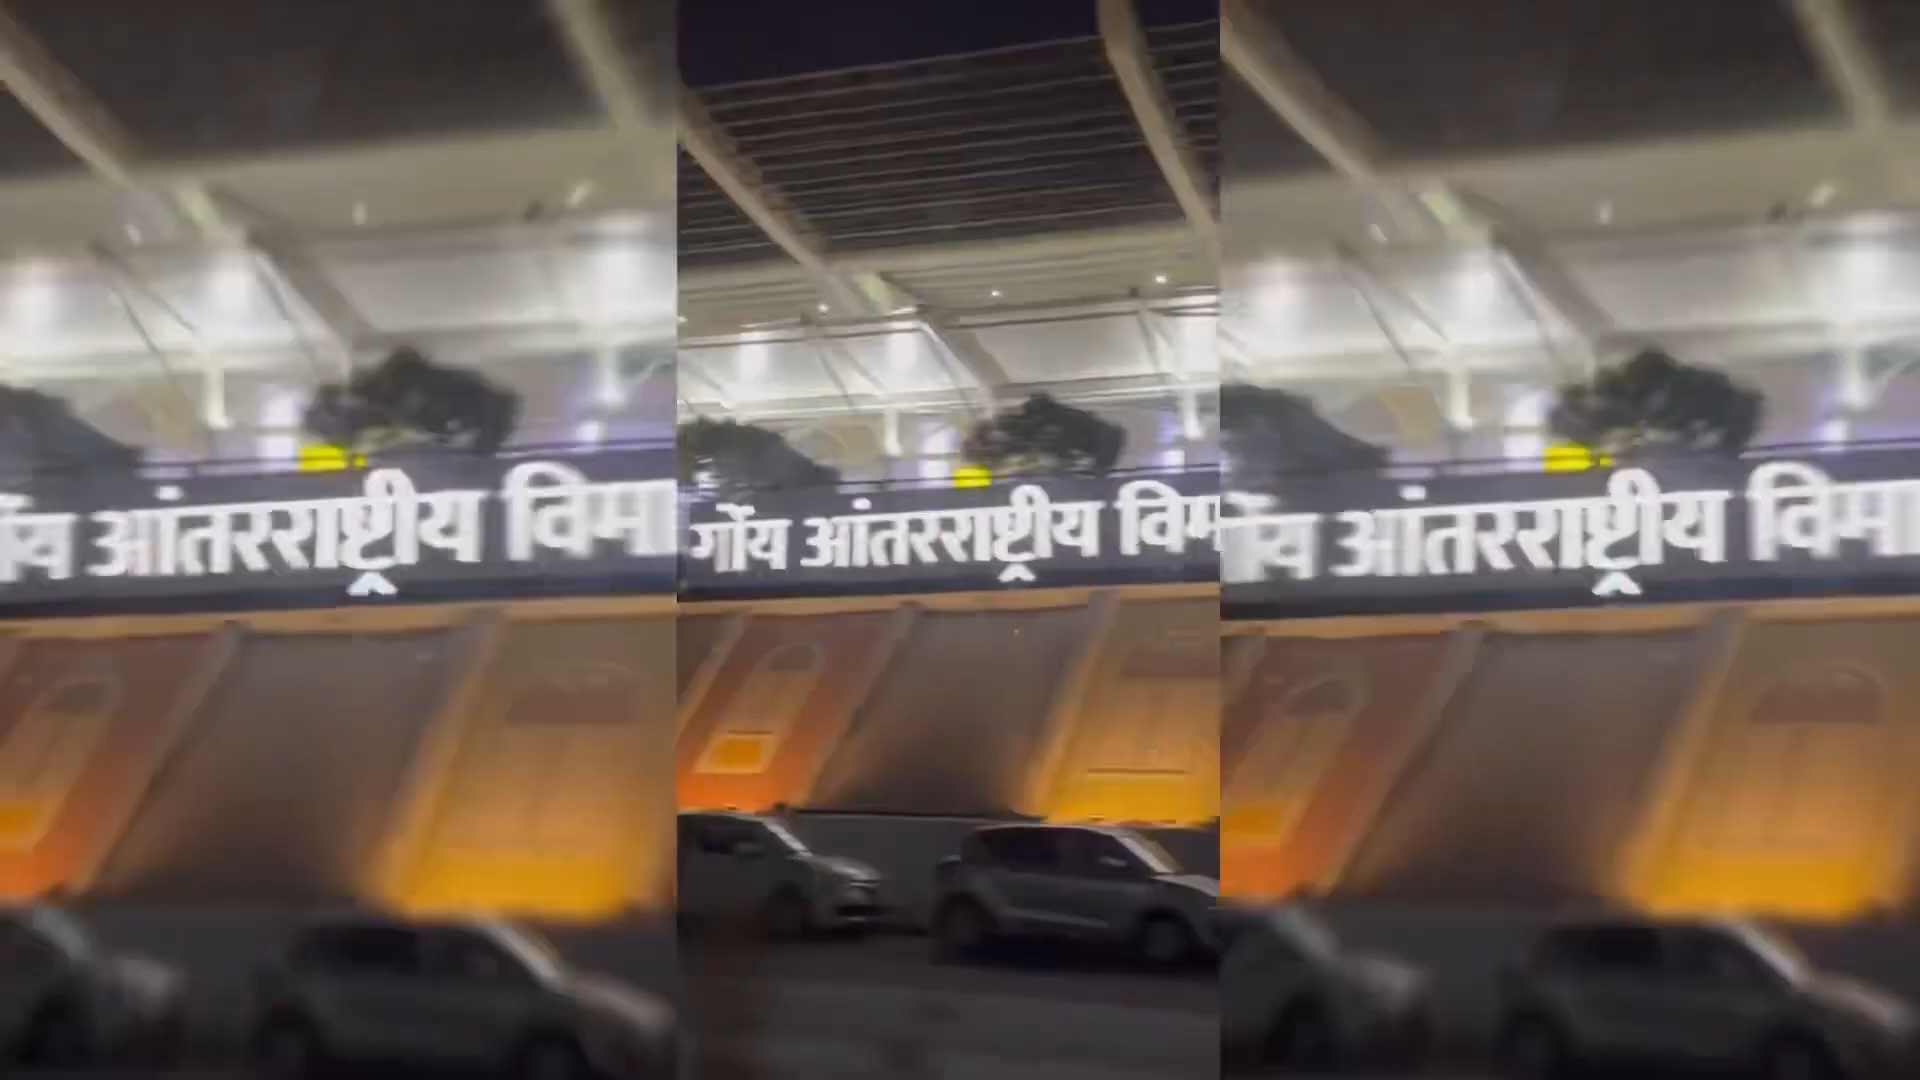 र्गोय आंतरराष्ट्रीय विम